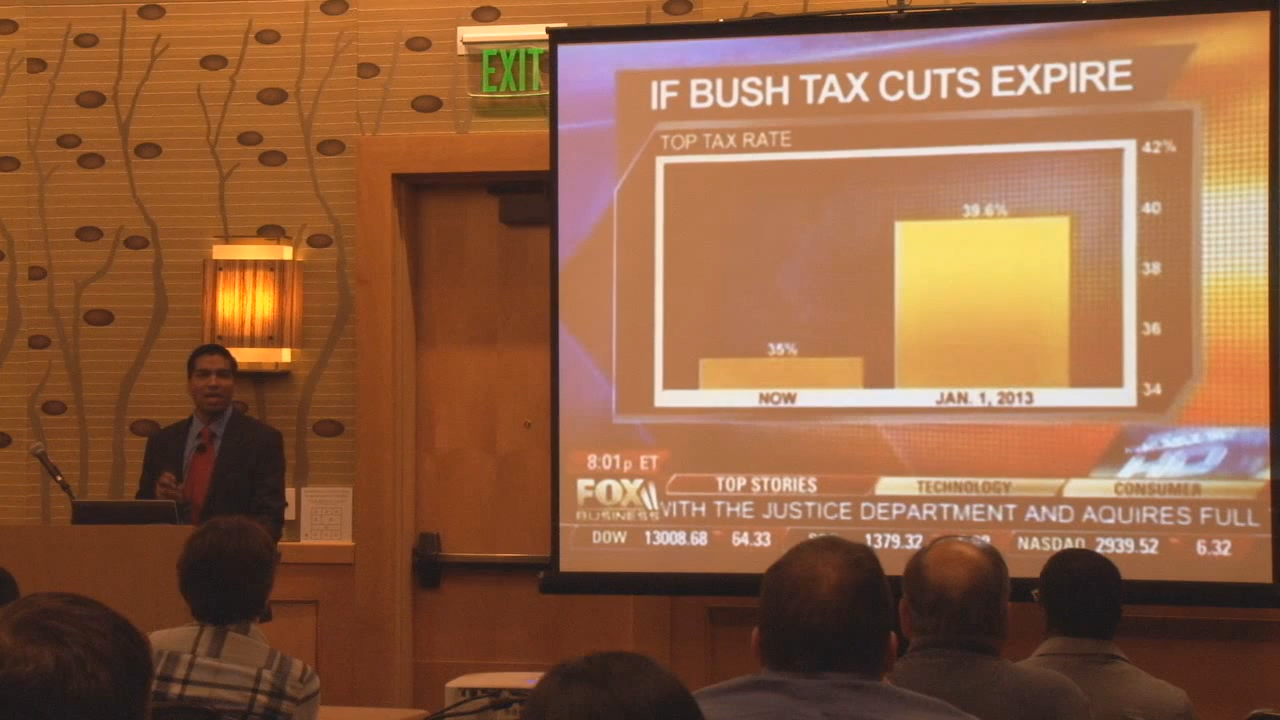 EXIT
IF BUSH TAX CUTS EXPIRE
TOP TAX RATE
42%
40
38
36
34
39.6%
35%
NOW JAN. 1, 2013
8:01p ET
TOP STORIES TECHNOLOGY CONSUMER
FOX
BUSINESS
WITH THE JUSTICE DEPARTMENT AND AQUIRES FULL
DOW 13008.68 64.33 1379.32 NASDAQ 2939.52 6.32